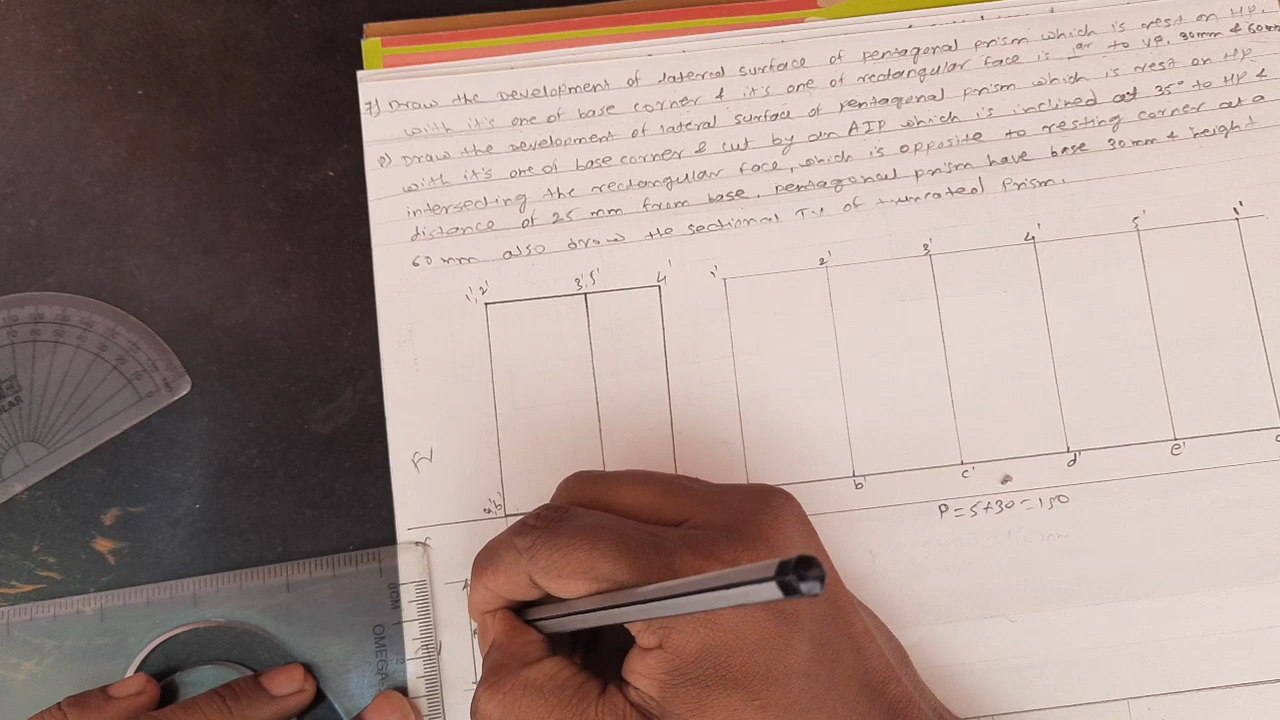 7) Draw the Development of lateral surface of pentagonal prism which is rest on HP.
with it's one of base corner & it's one of rectangular face is ⊥ar to VP. 30mm & 60mm
8) Draw the Development of lateral surface of pentagonal prism which is rest on HP
with it's one of base corner & cut by an AIP which is inclined at 35° to HP &
intersecting the rectangular face, which is opposite to resting corner at a
distance of 25 mm from base. pentagonal prism have base 30mm & height
60 mm also draw the sectional TV of truncated Prism.
1',2' 3',5' 4' 1' 2' 3' 4' 5' 1'
FV
a',b' b' c' d' e'
P=5+30=150
OMEGA
CM